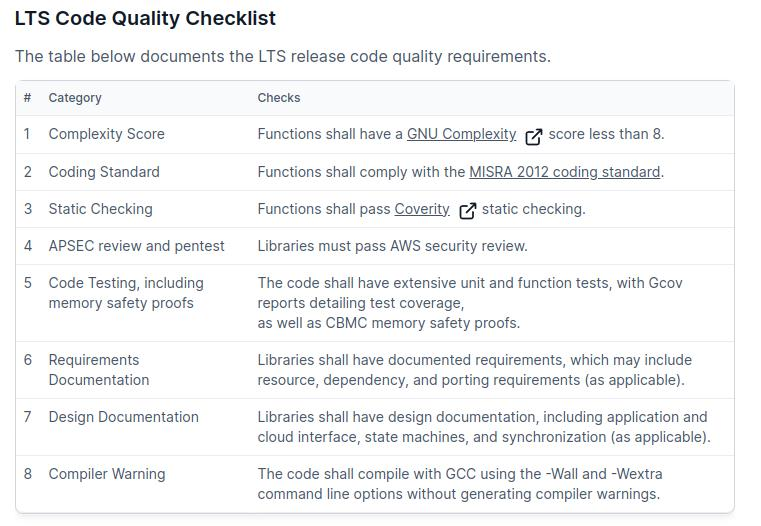 LTS Code Quality Checklist
The table below documents the LTS release code quality requirements.
# Category Checks
1 Complexity Score Functions shall have a GNU Complexity score less than 8.
2 Coding Standard Functions shall comply with the MISRA 2012 coding standard.
3 Static Checking Functions shall pass Coverity static checking.
4 APSEC review and pentest Libraries must pass AWS security review.
5 Code Testing, including The code shall have extensive unit and function tests, with Gcov
memory safety proofs reports detailing test coverage,
as well as CBMC memory safety proofs.
6 Requirements Libraries shall have documented requirements, which may include
Documentation resource, dependency, and porting requirements (as applicable).
7 Design Documentation Libraries shall have design documentation, including application and
cloud interface, state machines, and synchronization (as applicable).
8 Compiler Warning The code shall compile with GCC using the -Wall and -Wextra
command line options without generating compiler warnings.